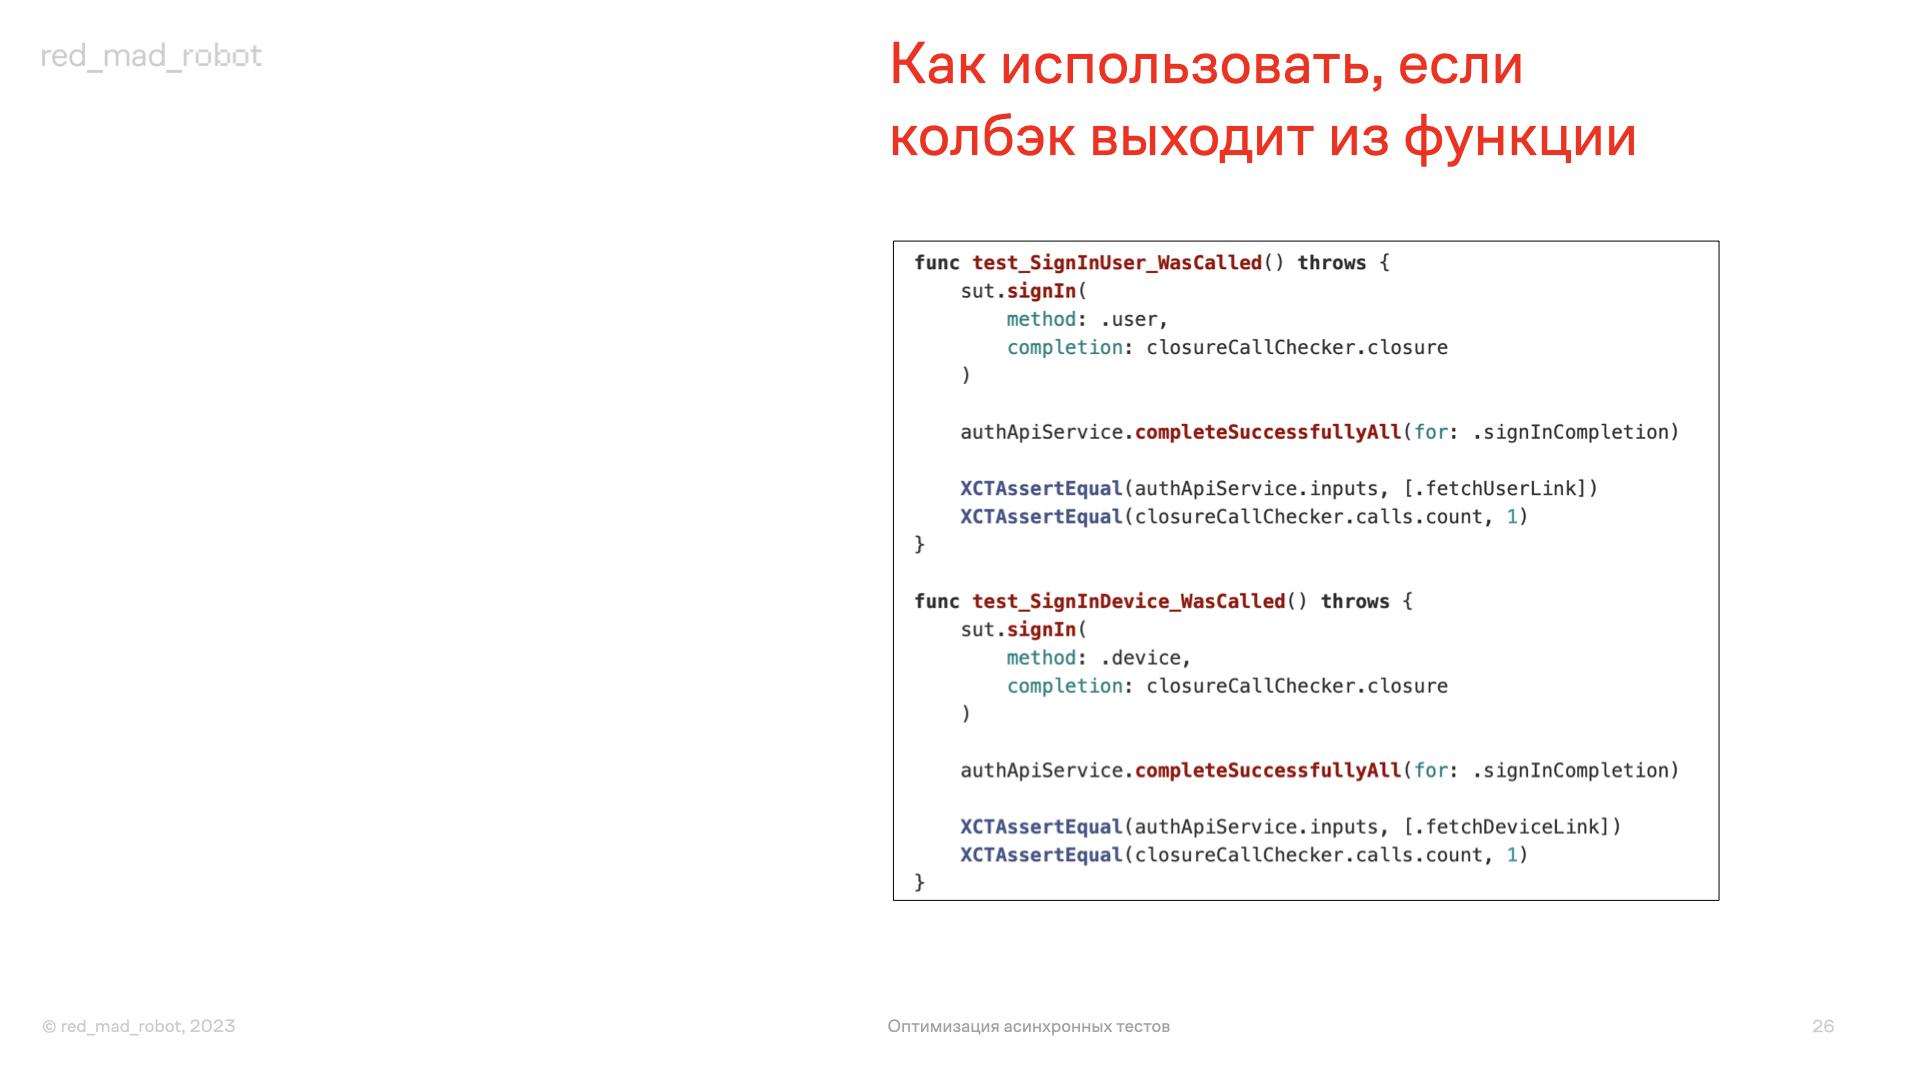 red_mad_robot
Как использовать, если
колбэк выходит из функции
func test_SignInUser_WasCalled() throws {
    sut.signIn(
        method: .user,
        completion: closureCallChecker.closure
    )
    authApiService.completeSuccessfullyAll(for: .signInCompletion)
    XCTAssertEqual(authApiService.inputs, [.fetchUserLink])
    XCTAssertEqual(closureCallChecker.calls.count, 1)
}
func test_SignInDevice_WasCalled() throws {
    sut.signIn(
        method: .device,
        completion: closureCallChecker.closure
    )
    authApiService.completeSuccessfullyAll(for: .signInCompletion)
    XCTAssertEqual(authApiService.inputs, [.fetchDeviceLink])
    XCTAssertEqual(closureCallChecker.calls.count, 1)
}
© red_mad_robot, 2023
Оптимизация асинхронных тестов
26